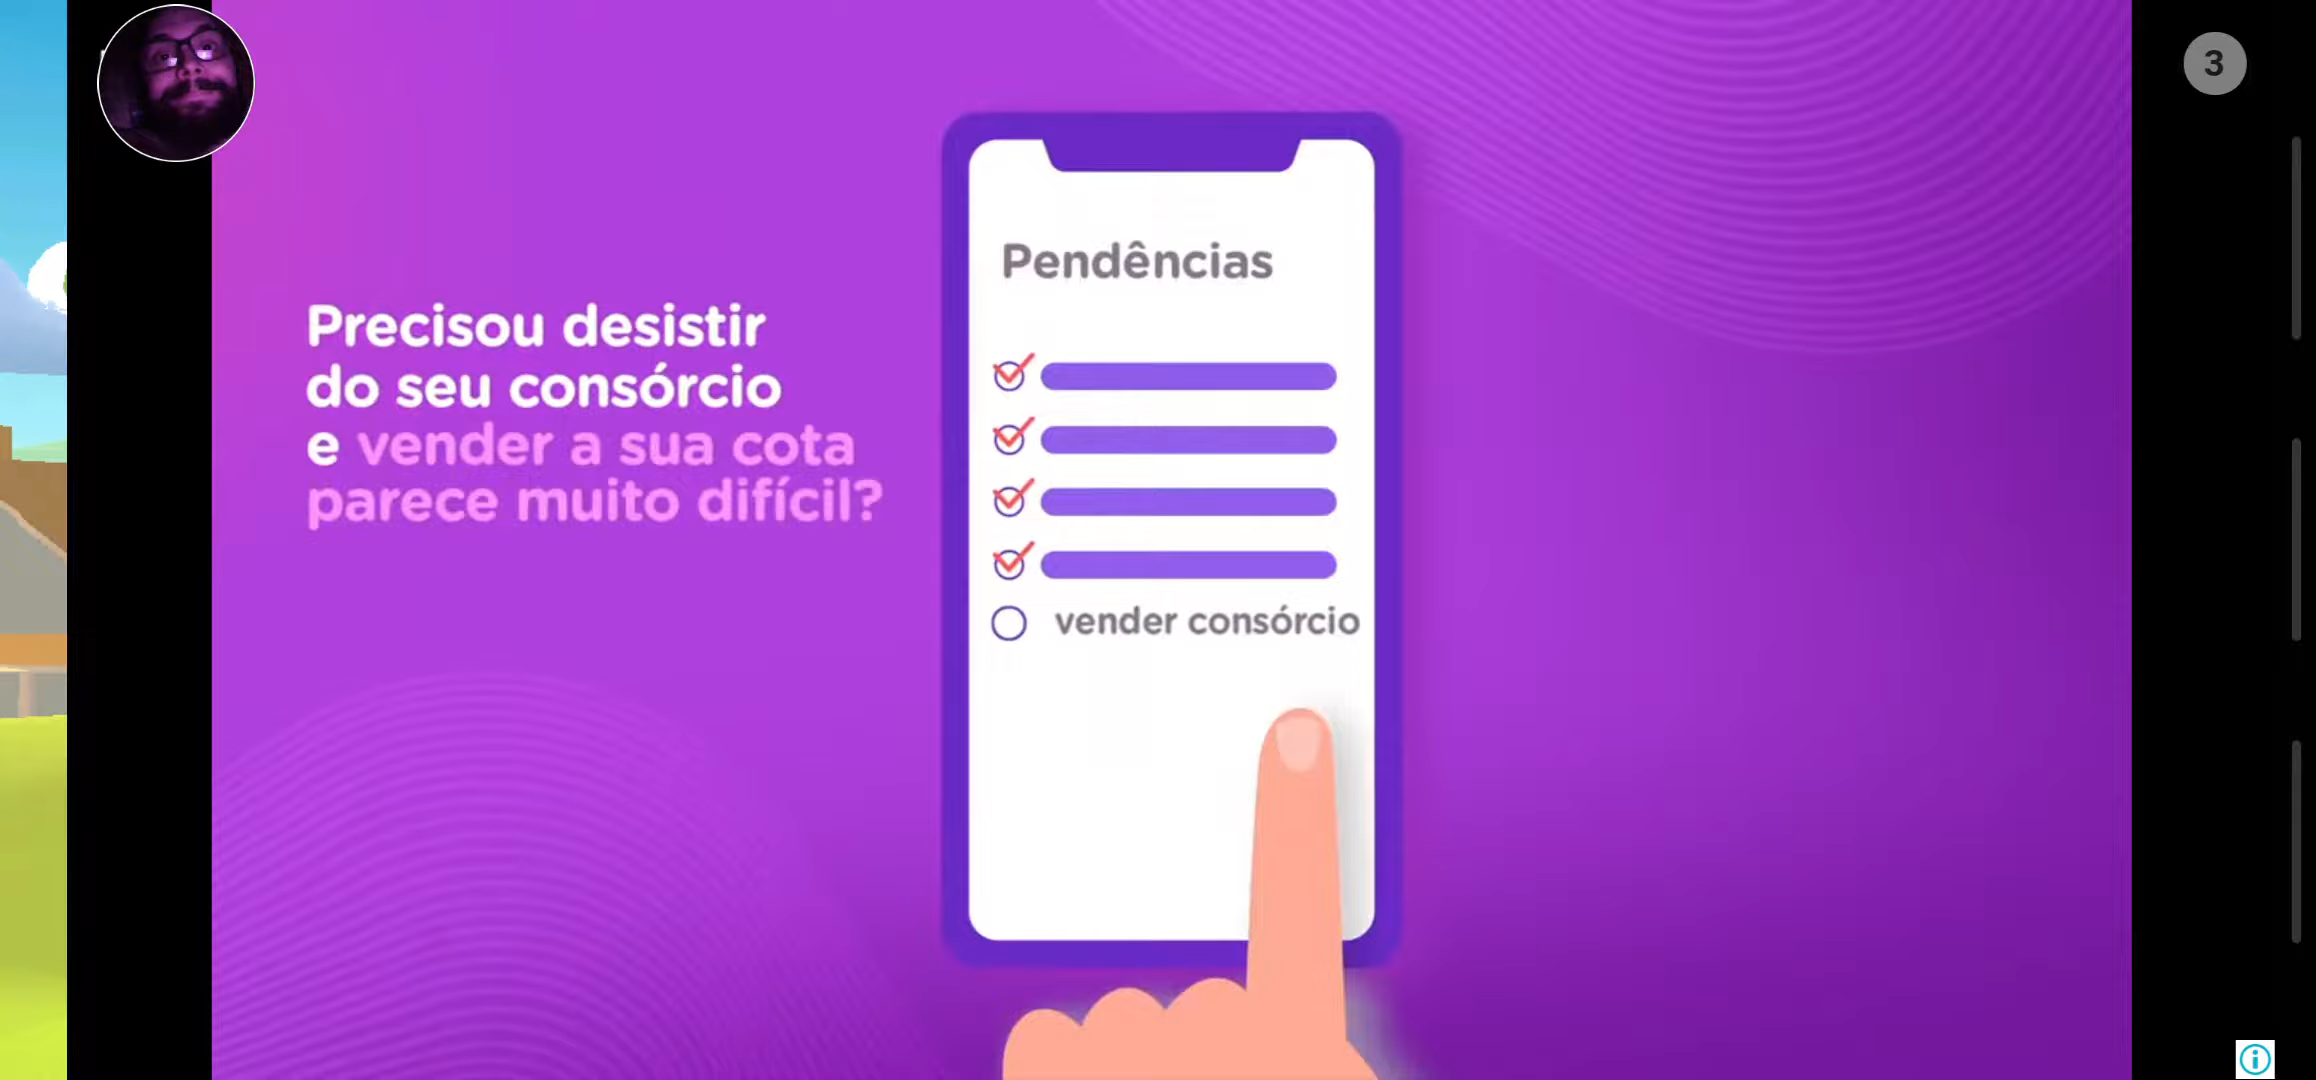 3
Pendências
Precisou desistir
do seu consórcio
e vender a sua cota
parece muito difícil?
vender consórcio